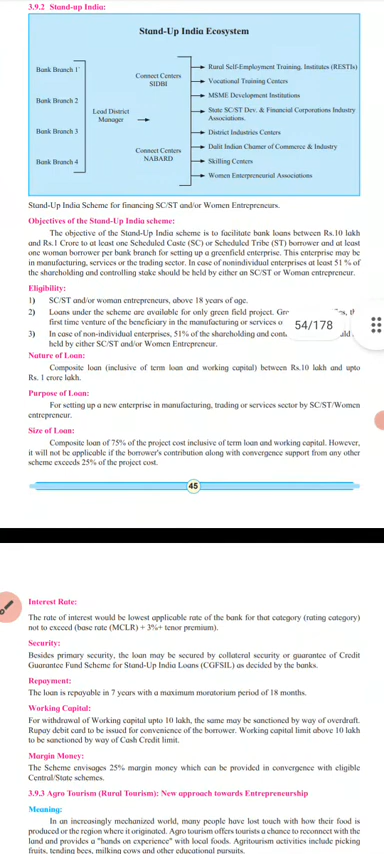 3.9.2 Stand-up India:
Stand-Up India Ecosystem
Bank Branch 1'
Bank Branch 2
Bank Branch 3
Bank Branch 4
Lead District
Manager
Connect Centers
SIDBI
Connect Centers
NABARD
Rural Self-Employment Training, Institutes (RESTIs)
Vocational Training Centers
MSME Development Institutions
State SC/ST Dev. & Financial Corporations Industry
Associations.
District Industries Centers
Dalit Indian Chamer of Commerce & Industry
Skilling Centers
Women Enterpreneurial Associations
Stand-Up India Scheme for financing SC/ST and/or Women Entrepreneurs.
Objectives of the Stand-Up India scheme:
The objective of the Stand-Up India scheme is to facilitate bank loans between Rs.10 lakh
and Rs.1 Crore to at least one Scheduled Caste (SC) or Scheduled Tribe (ST) borrower and at least
one woman borrower per bank branch for setting up a greenfield enterprise. This enterprise may be
in manufacturing, services or the trading sector. In case of nonindividual enterprises at least 51 % of
the shareholding and controlling stake should be held by either an SC/ST or Woman entrepreneur.
Eligibility:
1) SC/ST and/or woman entrepreneurs, above 18 years of age.
2) Loans under the scheme are available for only green field project.
first time venture of the beneficiary in the manufacturing or services
54/178
3) In case of non-individual enterprises, 51% of the shareholding and
held by either SC/ST and/or Women Entrepreneur.
Nature of Loan:
Composite loan (inclusive of term loan and working capital) between Rs.10 lakh and upto
Rs. 1 crore lakh.
Purpose of Loan:
For setting up a new enterprise in manufacturing, trading or services sector by SC/ST/Women
entrepreneur.
Size of Loan:
Composite loan of 75% of the project cost inclusive of term loan and working capital. However,
it will not be applicable if the borrower's contribution along with convergence support from any other
scheme exceeds 25% of the project cost.
45
Interest Rate:
The rate of interest would be lowest applicable rate of the bank for that category (rating category)
not to exceed (base rate (MCLR) + 3%+ tenor premium).
Security:
Besides primary security, the loan may be secured by collateral security or guarantee of Credit
Guarantee Fund Scheme for Stand-Up India Loans (CGFSIL) as decided by the banks.
Repayment:
The loan is repayable in 7 years with a maximum moratorium period of 18 months.
Working Capital:
For withdrawal of Working capital upto 10 lakh, the same may be sanctioned by way of overdraft.
Rupay debit card to be issued for convenience of the borrower. Working capital limit above 10 lakh
to be sanctioned by way of Cash Credit limit.
Margin Money:
The Scheme envisages 25% margin money which can be provided in convergence with eligible
Central/State schemes.
3.9.3 Agro Tourism (Rural Tourism): New approach towards Entrepreneurship
Meaning:
In an increasingly mechanized world, many people have lost touch with how their food is
produced or the region where it originated. Agro tourism offers tourists a chance to reconnect with the
land and provides a "hands on experience" with local foods. Agritourism activities include picking
fruits, tending bees, milking cows and other educational pursuits.